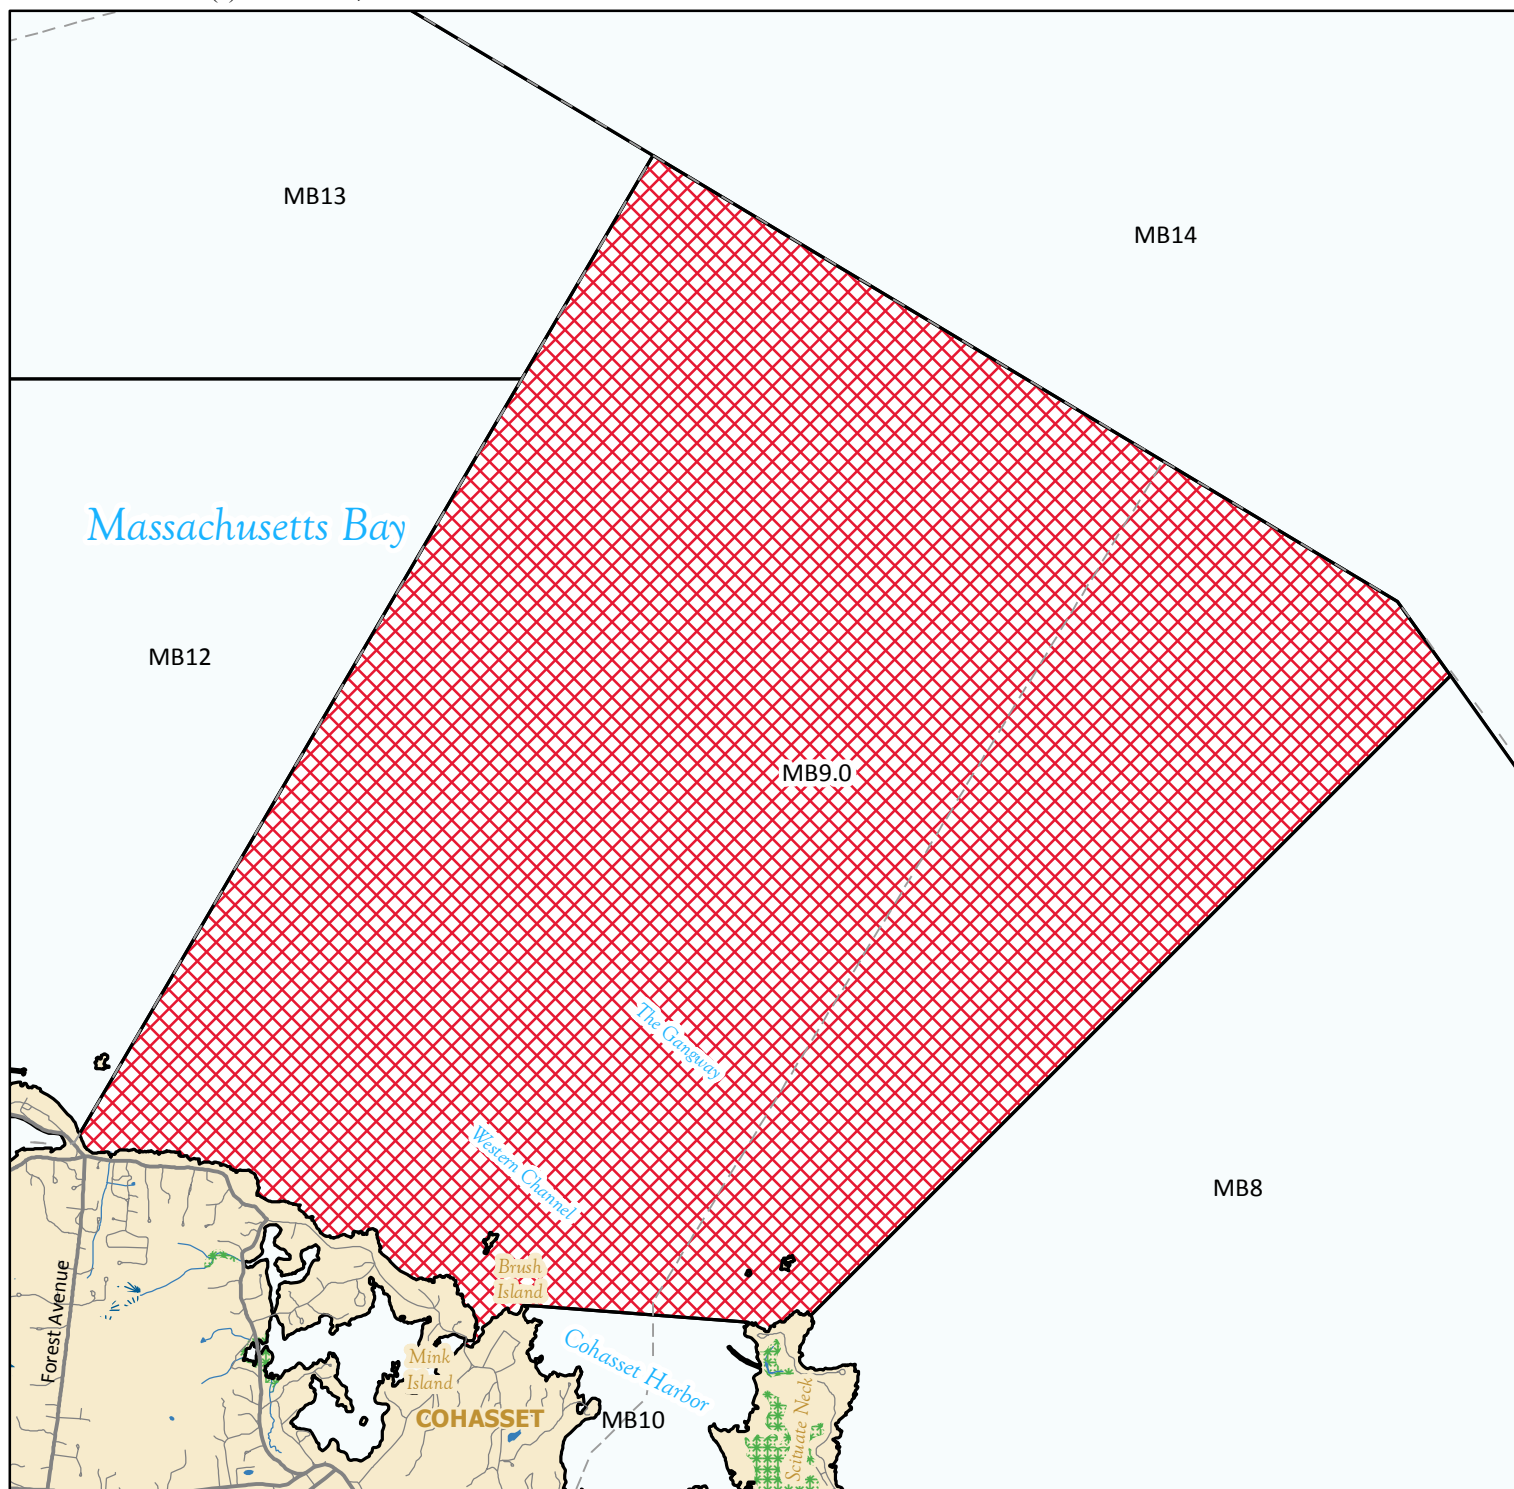 MB13
MB14
Massachusetts Bay
MB12
MB9.0
The Gangway
Western Channel
MB8
Brush
Island
Forest Avenue
Cohasset Harbor
Mink
Island
COHASSET
MB10
Scituate Neck